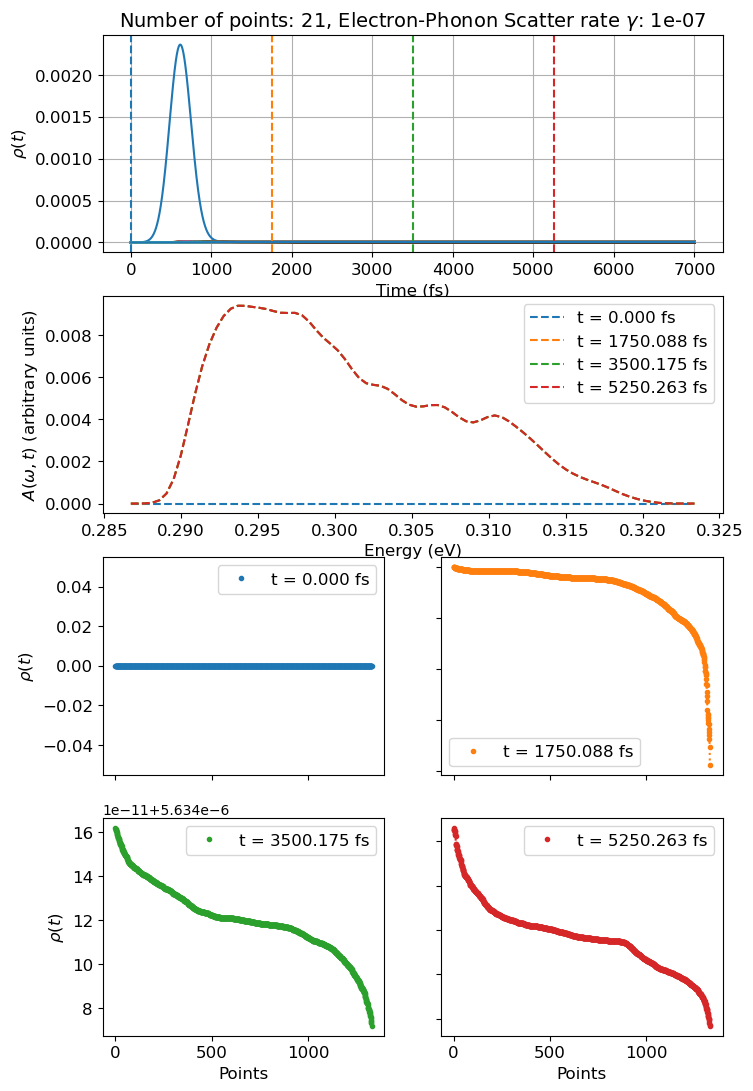 Number of points: 21, Electron-Phonon Scatter rate γ: 1e-07
ρ(t)
0.0020
0.0015
0.0010
0.0005
0.0000
0 1000 2000 3000 4000 5000 6000 7000
Time (fs)
A(ω, t) (arbitrary units)
0.008
0.006
0.004
0.002
0.000
t = 0.000 fs
t = 1750.088 fs
t = 3500.175 fs
t = 5250.263 fs
0.285 0.290 0.295 0.300 0.305 0.310 0.315 0.320 0.325
Energy (eV)
ρ(t)
0.04
0.02
0.00
−0.02
−0.04
t = 0.000 fs
t = 1750.088 fs
1e−11+5.634e−6
ρ(t)
16
14
12
10
8
t = 3500.175 fs
0 500 1000
Points
t = 5250.263 fs
0 500 1000
Points